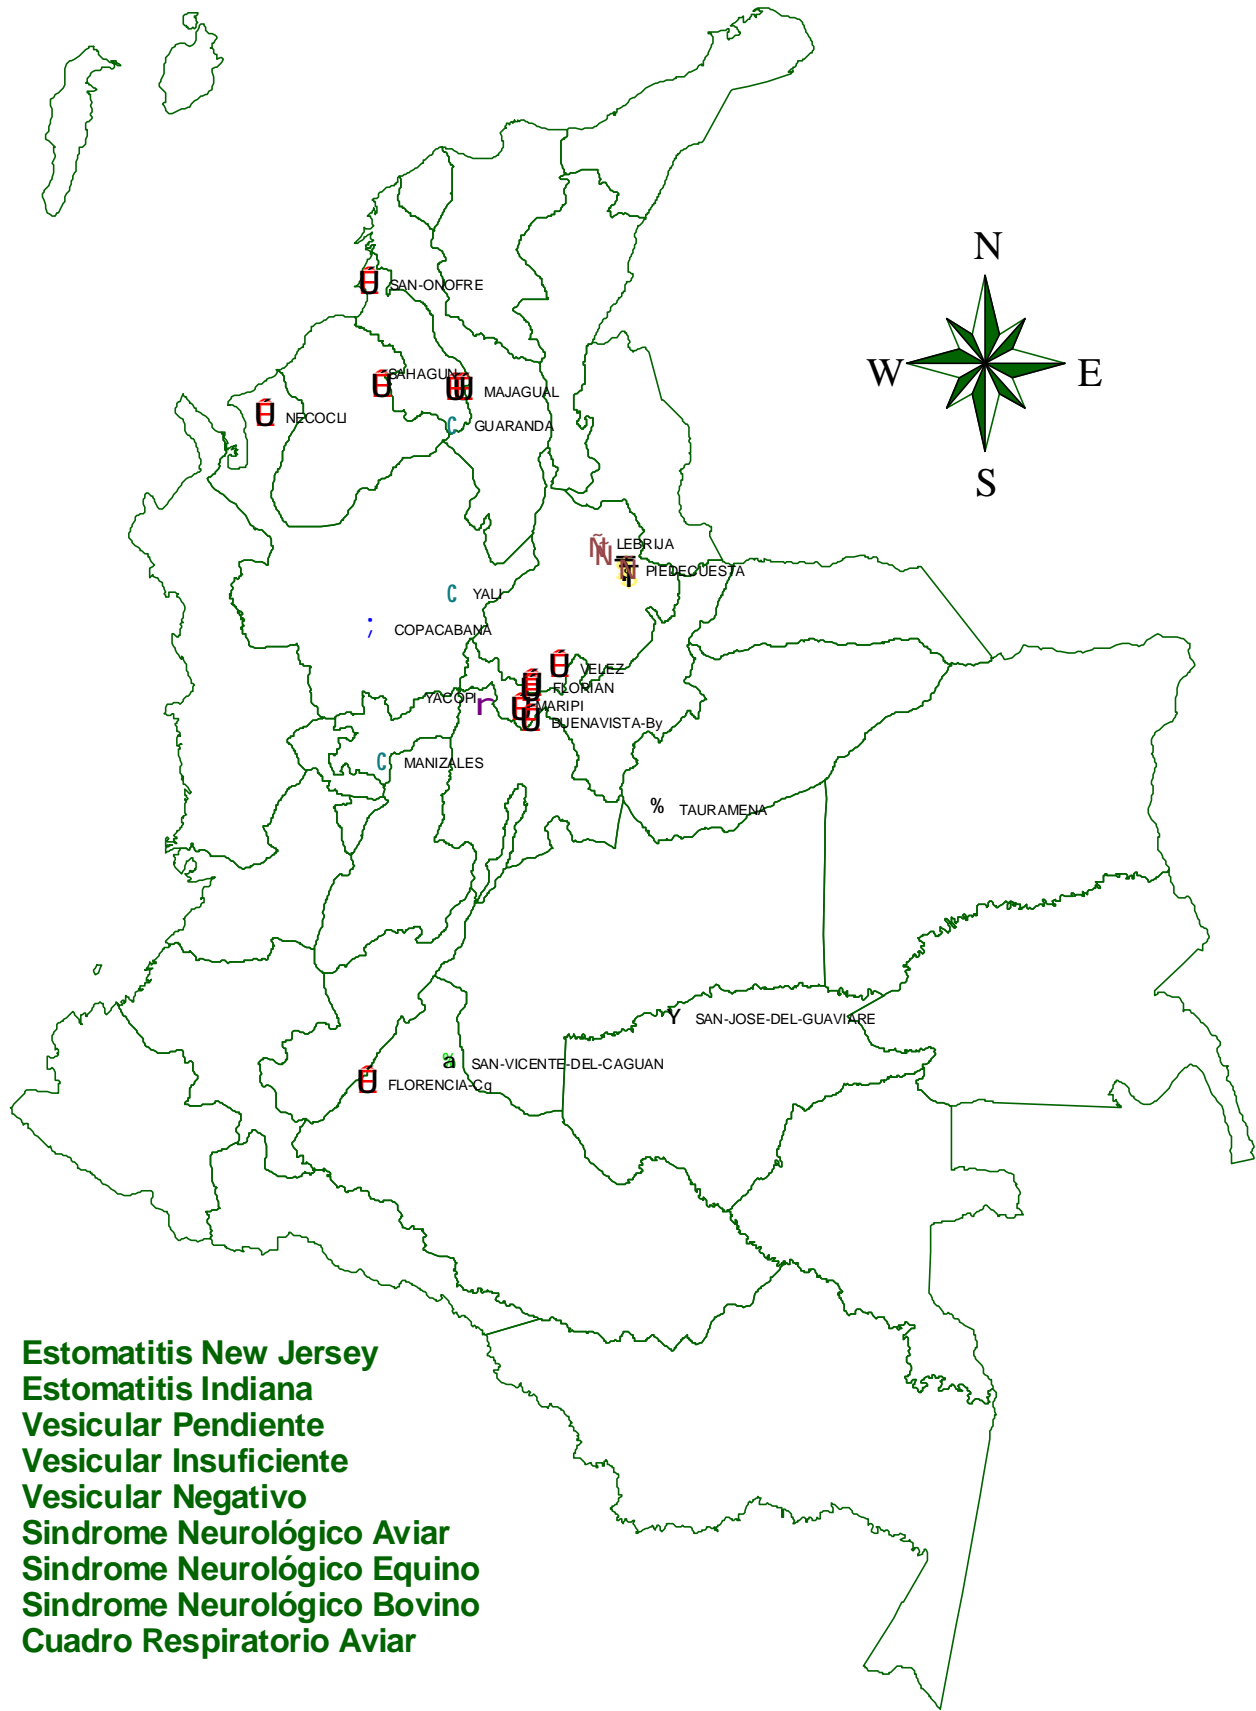 N
W E
S
SAN-ONOFRE
SAHAGUN
MAJAGUAL
NECOCLI
GUARANDA
LEBRIJA
PIEDECUESTA
YALI
COPACABANA
VELEZ
FLORIAN
YACOPI
MARIPI
BUENAVISTA-By
MANIZALES
% TAURAMENA
Y SAN-JOSE-DEL-GUAVIARE
SAN-VICENTE-DEL-CAGUAN
FLORENCIA-Cq
Estomatitis New Jersey
Estomatitis Indiana
Vesicular Pendiente
Vesicular Insuficiente
Vesicular Negativo
Sindrome Neurológico Aviar
Sindrome Neurológico Equino
Sindrome Neurológico Bovino
Cuadro Respiratorio Aviar